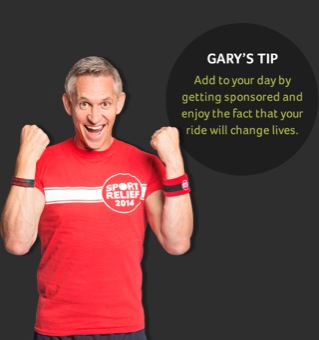 GARY'S TIP
Add to your day by
getting sponsored and
enjoy the fact that your
ride will change lives.
SPORT
RELIEF
2014